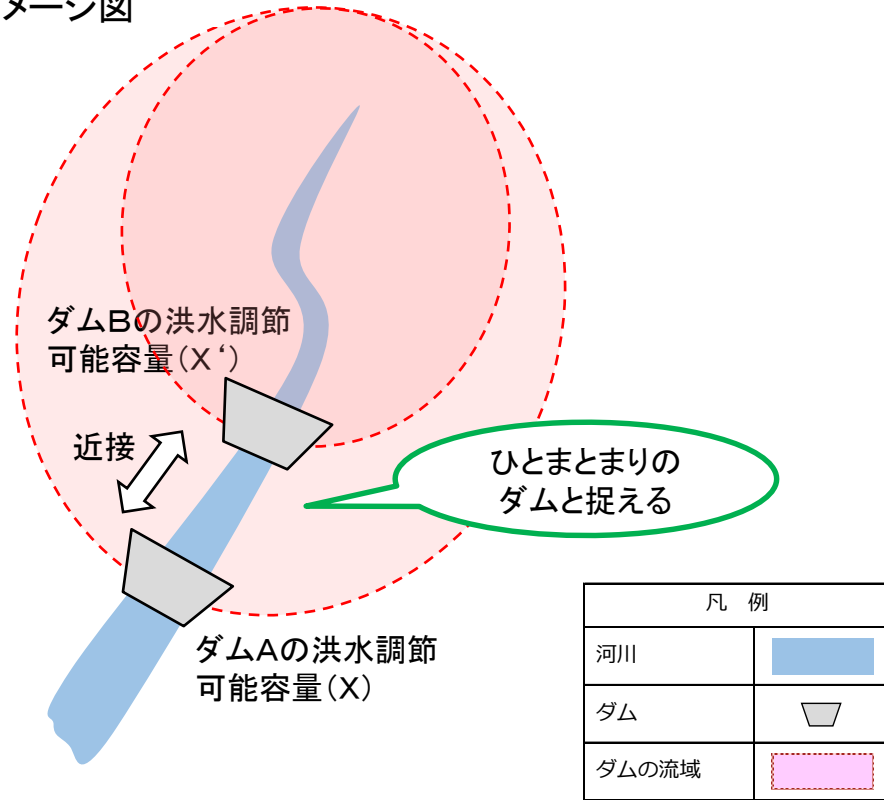 メージ図
ダムBの洪水調節
可能容量(X‘)
近接
ひとまとまりの
ダムと捉える
ダムAの洪水調節
可能容量(X)
凡 例
河川
ダム
ダムの流域